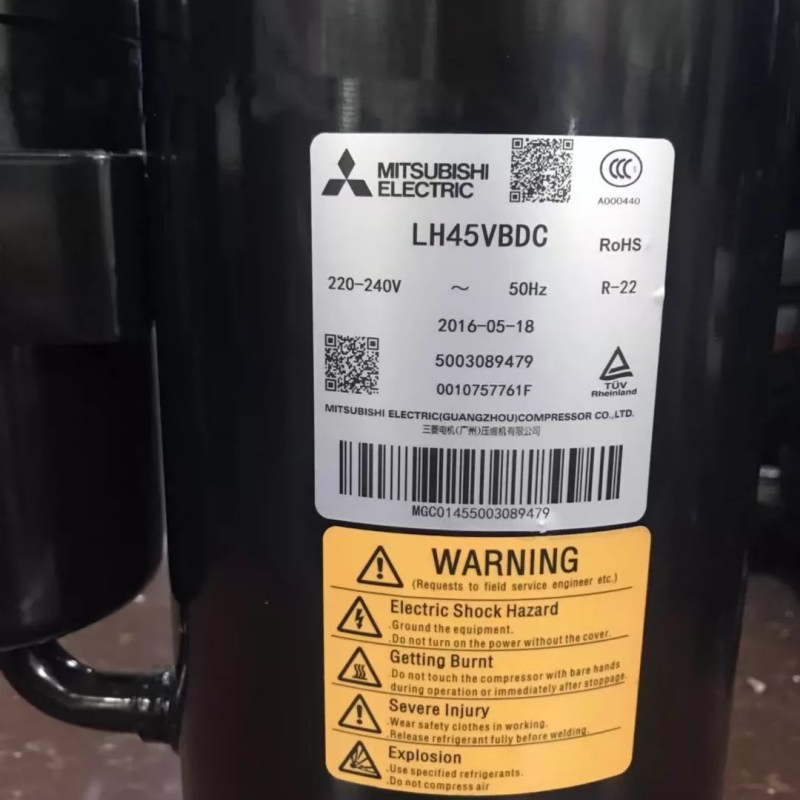 MITSUBISHI
ELECTRIC
CCC
A000440
LH45VBDC
RoHS
220-240V ~ 50Hz R-22
2016-05-18
5003089479
0010757761F
TÜV
Rheinland
MITSUBISHI ELECTRIC(GUANGZHOU)COMPRESSOR CO.,LTD.
三菱电机(广州)压缩机有限公司
MGC01455003089479
WARNING
(Requests to field service engineer etc.)
Electric Shock Hazard
.Ground the equipment.
.Do not turn on the power without the cover.
Getting Burnt
.Do not touch the compressor with bare hands
during operation or immediately after stoppage.
Severe Injury
.Wear safety clothes in working.
.Release refrigerant fully before welding.
Explosion
.Use specified refrigerants.
.Do not compress air